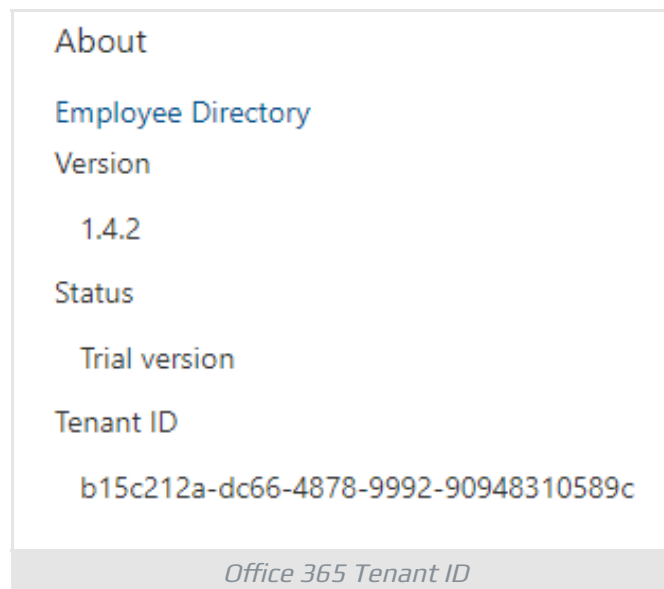 About
Employee Directory
Version
1.4.2
Status
Trial version
Tenant ID
b15c212a-dc66-4878-9992-90948310589c
Office 365 Tenant ID